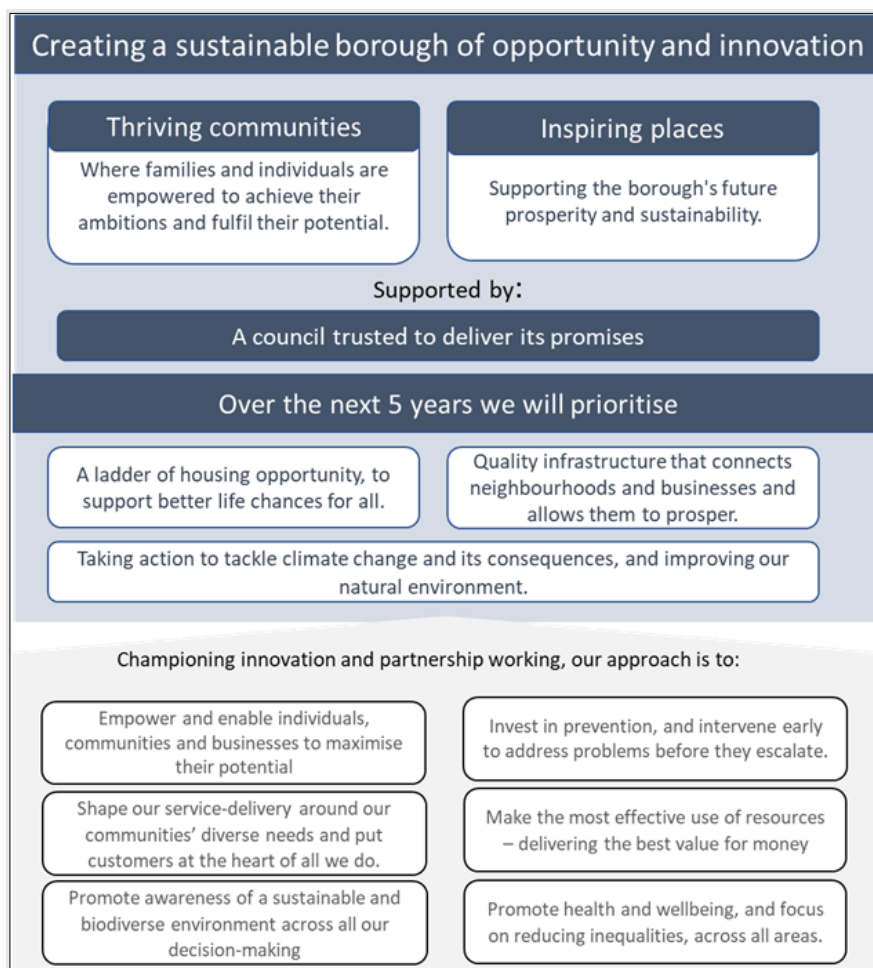 Creating a sustainable borough of opportunity and innovation
Thriving communities
Where families and individuals are
empowered to achieve their
ambitions and fulfil their potential.
Inspiring places
Supporting the borough's future
prosperity and sustainability.
Supported by:
A council trusted to deliver its promises
Over the next 5 years we will prioritise
A ladder of housing opportunity, to
support better life chances for all.
Quality infrastructure that connects
neighbourhoods and businesses and
allows them to prosper.
Taking action to tackle climate change and its consequences, and improving our
natural environment.
Championing innovation and partnership working, our approach is to:
Empower and enable individuals,
communities and businesses to maximise
their potential
Invest in prevention, and intervene early
to address problems before they escalate.
Shape our service-delivery around our
communities’ diverse needs and put
customers at the heart of all we do.
Make the most effective use of resources
– delivering the best value for money
Promote awareness of a sustainable and
biodiverse environment across all our
decision-making
Promote health and wellbeing, and focus
on reducing inequalities, across all areas.